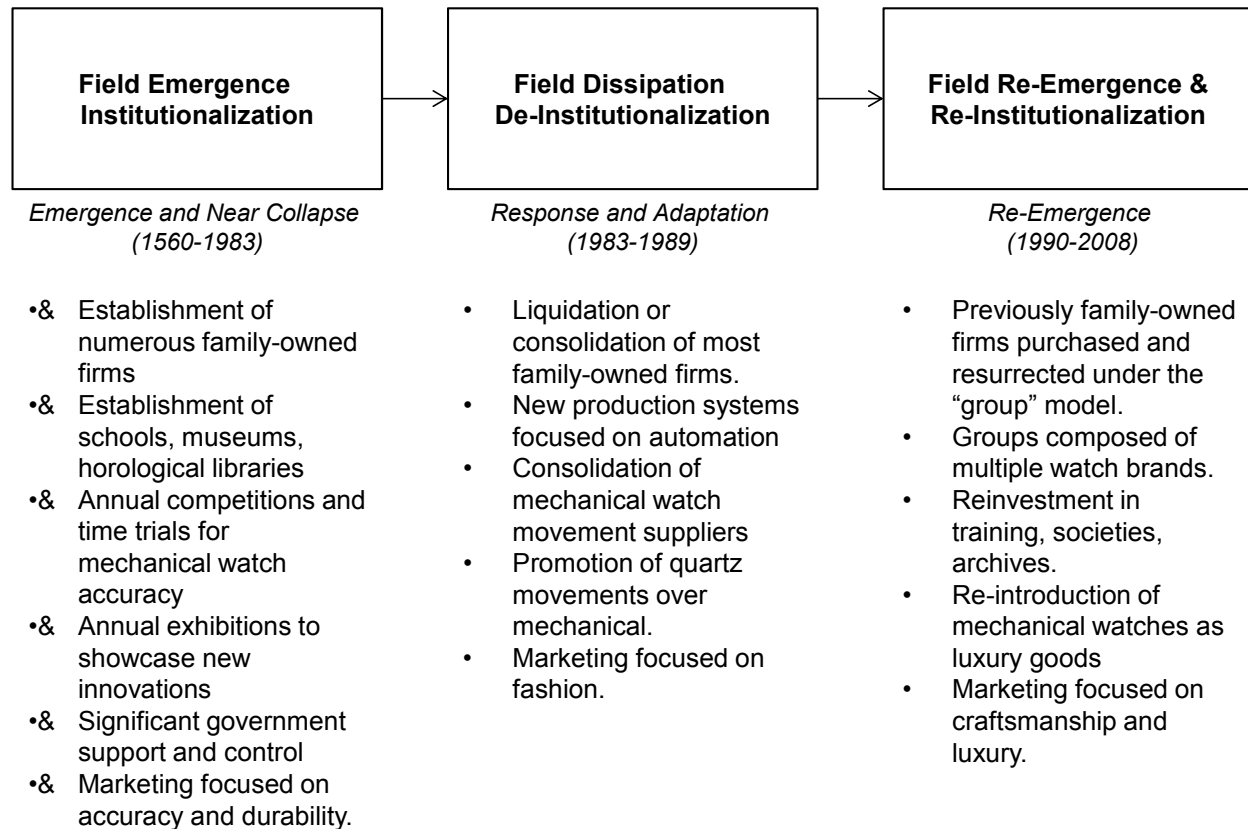 Field Emergence
Institutionalization
Field Dissipation
De-Institutionalization
Field Re-Emergence &
Re-Institutionalization
Emergence and Near Collapse
(1560-1983)
Response and Adaptation
(1983-1989)
Re-Emergence
(1990-2008)
•& Establishment of
numerous family-owned
firms
•& Establishment of
schools, museums,
horological libraries
•& Annual competitions and
time trials for
mechanical watch
accuracy
•& Annual exhibitions to
showcase new
innovations
•& Significant government
support and control
•& Marketing focused on
accuracy and durability.
• Liquidation or
consolidation of most
family-owned firms.
• New production systems
focused on automation
• Consolidation of
mechanical watch
movement suppliers
• Promotion of quartz
movements over
mechanical.
• Marketing focused on
fashion.
• Previously family-owned
firms purchased and
resurrected under the
“group” model.
• Groups composed of
multiple watch brands.
• Reinvestment in
training, societies,
archives.
• Re-introduction of
mechanical watches as
luxury goods
• Marketing focused on
craftsmanship and
luxury.